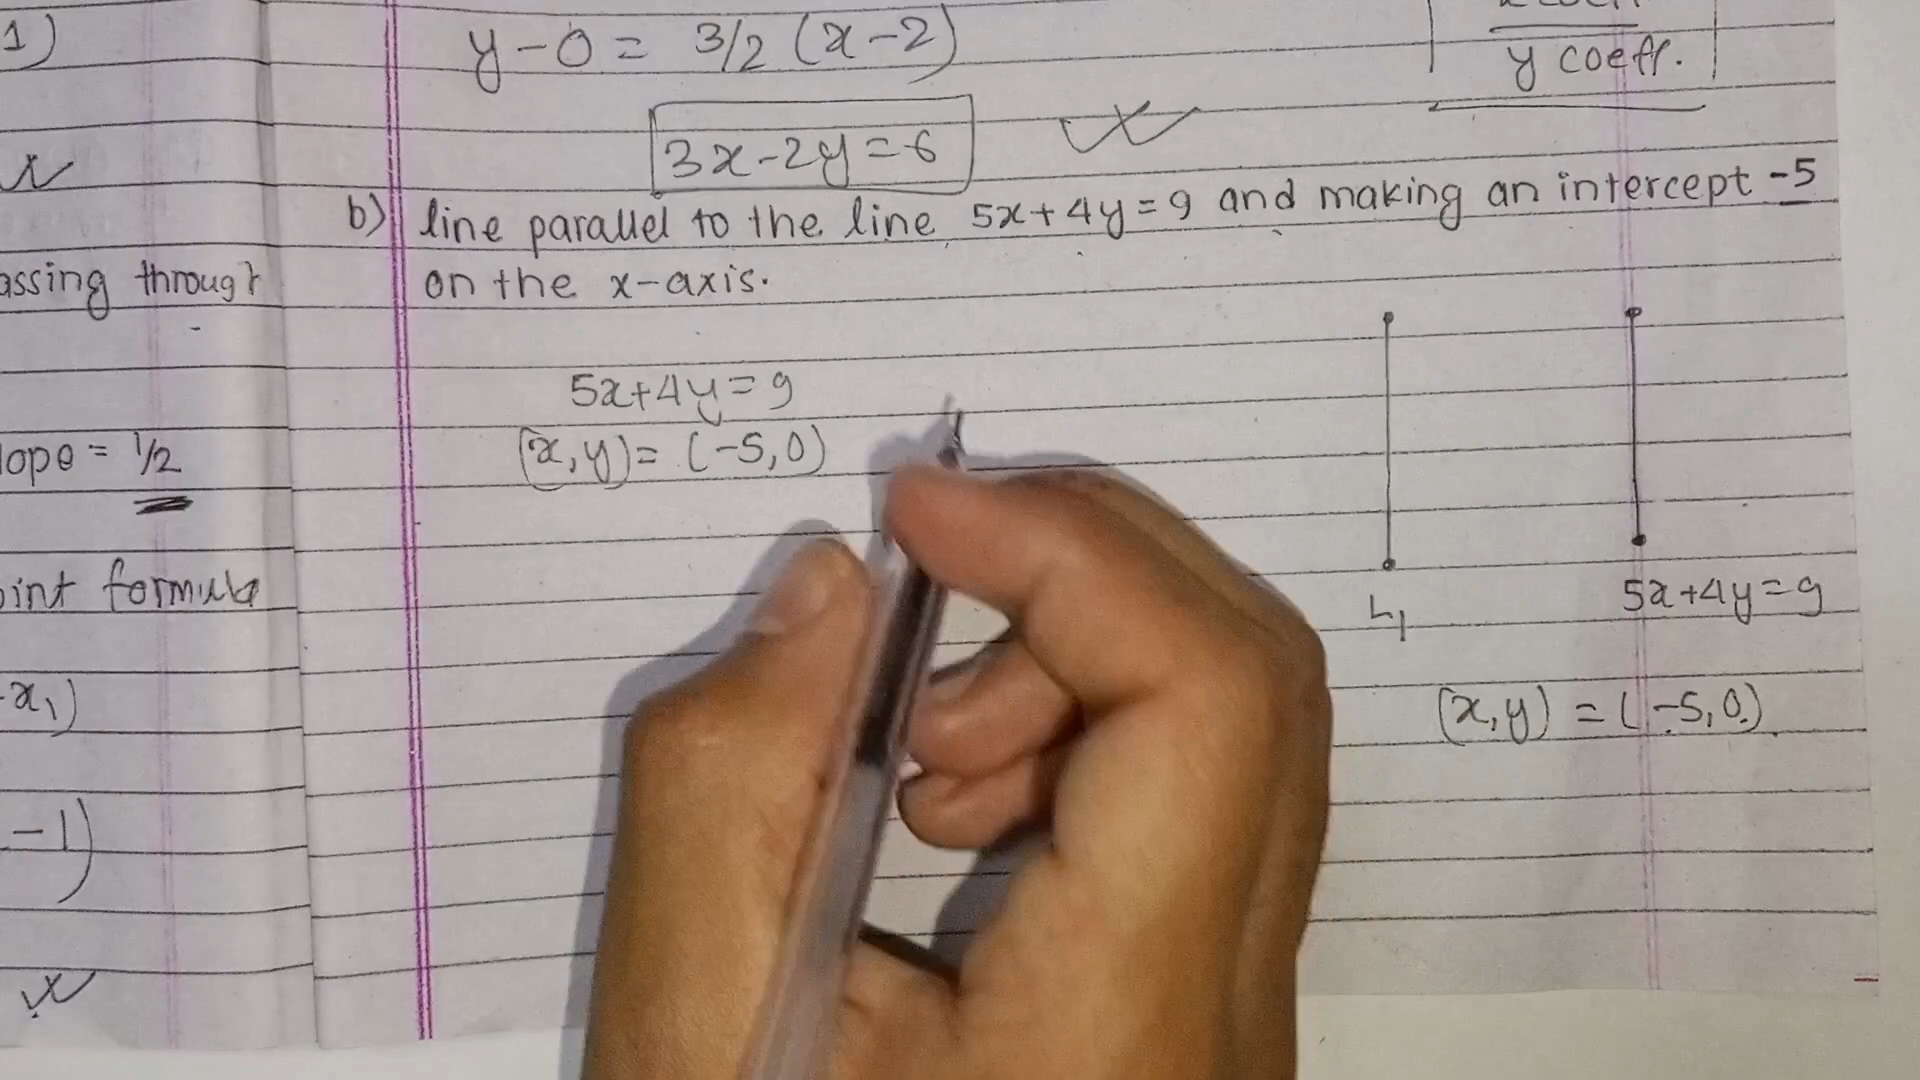 1)
assing through
lope = 1/2
oint formula
x₁)
-1)
y-0 = 3/2 (x-2)
3x-2y=6
y coeff.
b) line parallel to the line 5x+4y=9 and making an intercept -5
on the x-axis.
5x+4y=9
(x,y)= (-5,0)
L₁
5x+4y=9
(x,y) = (-5,0)